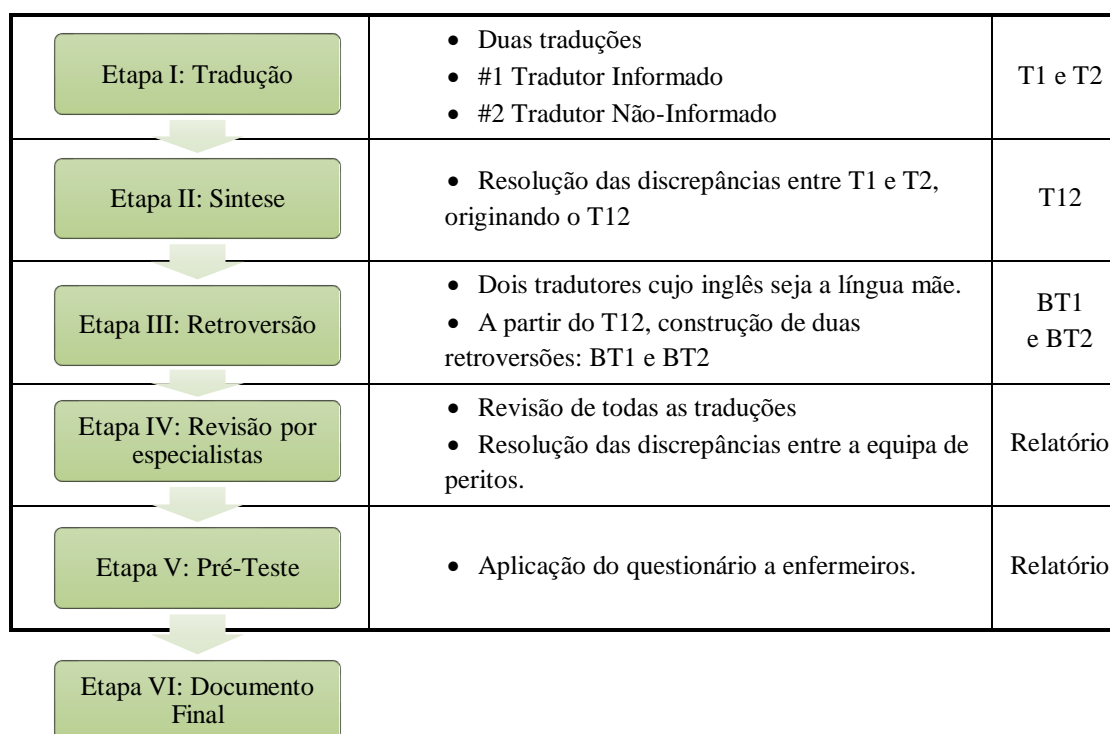 Etapa I: Tradução
• Duas traduções
• #1 Tradutor Informado
• #2 Tradutor Não-Informado
T1 e T2
Etapa II: Sintese
• Resolução das discrepâncias entre T1 e T2,
originando o T12
T12
Etapa III: Retroversão
• Dois tradutores cujo inglês seja a língua mãe.
• A partir do T12, construção de duas
retroversões: BT1 e BT2
BT1
e BT2
Etapa IV: Revisão por
especialistas
• Revisão de todas as traduções
• Resolução das discrepâncias entre a equipa de
peritos.
Relatório
Etapa V: Pré-Teste
• Aplicação do questionário a enfermeiros.
Relatório
Etapa VI: Documento
Final